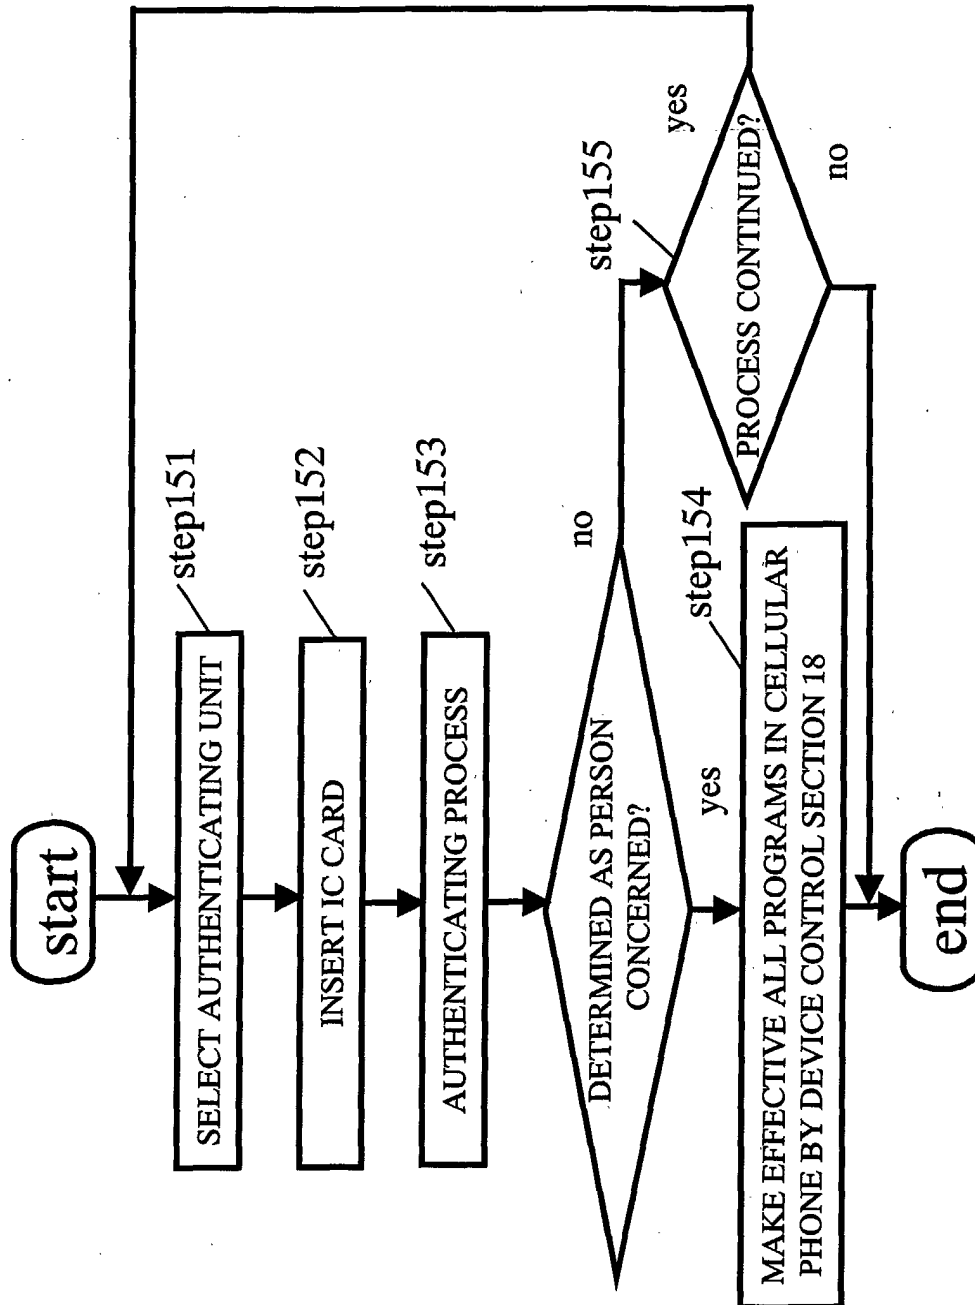 start
SELECT AUTHENTICATING UNIT
step151
INSERT IC CARD
step152
AUTHENTICATING PROCESS
step153
DETERMINED AS PERSON
CONCERNED?
no
yes
step155
PROCESS CONTINUED?
yes
no
step154
MAKE EFFECTIVE ALL PROGRAMS IN CELLULAR
PHONE BY DEVICE CONTROL SECTION 18
end